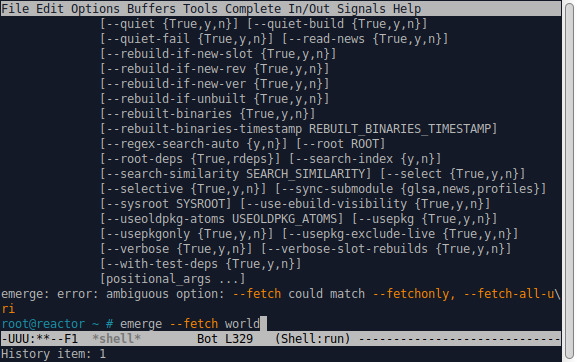 File Edit Options Buffers Tools Complete In/Out Signals Help
[--quiet {True,y,n}] [--quiet-build {True,y,n}]
[--quiet-fail {True,y,n}] [--read-news {True,y,n}]
[--rebuild-if-new-slot {True,y,n}]
[--rebuild-if-new-rev {True,y,n}]
[--rebuild-if-new-ver {True,y,n}]
[--rebuild-if-unbuilt {True,y,n}]
[--rebuilt-binaries {True,y,n}]
[--rebuilt-binaries-timestamp REBUILT_BINARIES_TIMESTAMP]
[--regex-search-auto {y,n}] [--root ROOT]
[--root-deps {True,rdeps}] [--search-index {y,n}]
[--search-similarity SEARCH_SIMILARITY] [--select {True,y,n}]
[--selective {True,y,n}] [--sync-submodule {glsa,news,profiles}]
[--sysroot SYSROOT] [--use-ebuild-visibility {True,y,n}]
[--useoldpkg-atoms USEOLDPKG_ATOMS] [--usepkg {True,y,n}]
[--usepkgonly {True,y,n}] [--usepkg-exclude-live {True,y,n}]
[--verbose {True,y,n}] [--verbose-slot-rebuilds {True,y,n}]
[--with-test-deps {True,y,n}]
[positional_args ...]
emerge: error: ambiguous option: --fetch could match --fetchonly, --fetch-all-u\
ri
root@reactor ~ # emerge --fetch world
-UUU:**--F1  *shell*        Bot L329   (Shell:run) -------------------------
History item: 1